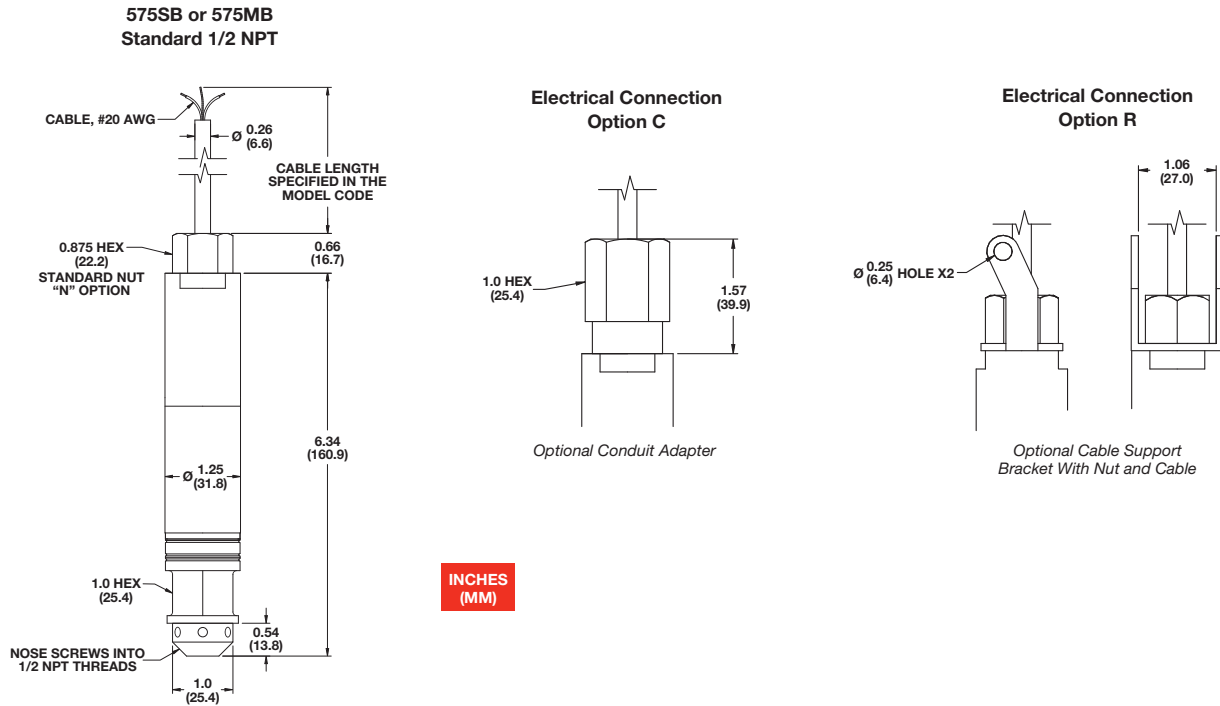 575SB or 575MB
Standard 1/2 NPT
CABLE, #20 AWG
Ø 0.26
(6.6)
CABLE LENGTH
SPECIFIED IN THE
MODEL CODE
0.875 HEX
(22.2)
STANDARD NUT
“N” OPTION
0.66
(16.7)
6.34
(160.9)
Ø 1.25
(31.8)
1.0 HEX
(25.4)
0.54
(13.8)
NOSE SCREWS INTO
1/2 NPT THREADS
1.0
(25.4)
INCHES
(MM)
Electrical Connection
Option C
1.0 HEX
(25.4)
1.57
(39.9)
Optional Conduit Adapter
Electrical Connection
Option R
1.06
(27.0)
Ø 0.25 HOLE X2
(6.4)
Optional Cable Support
Bracket With Nut and Cable